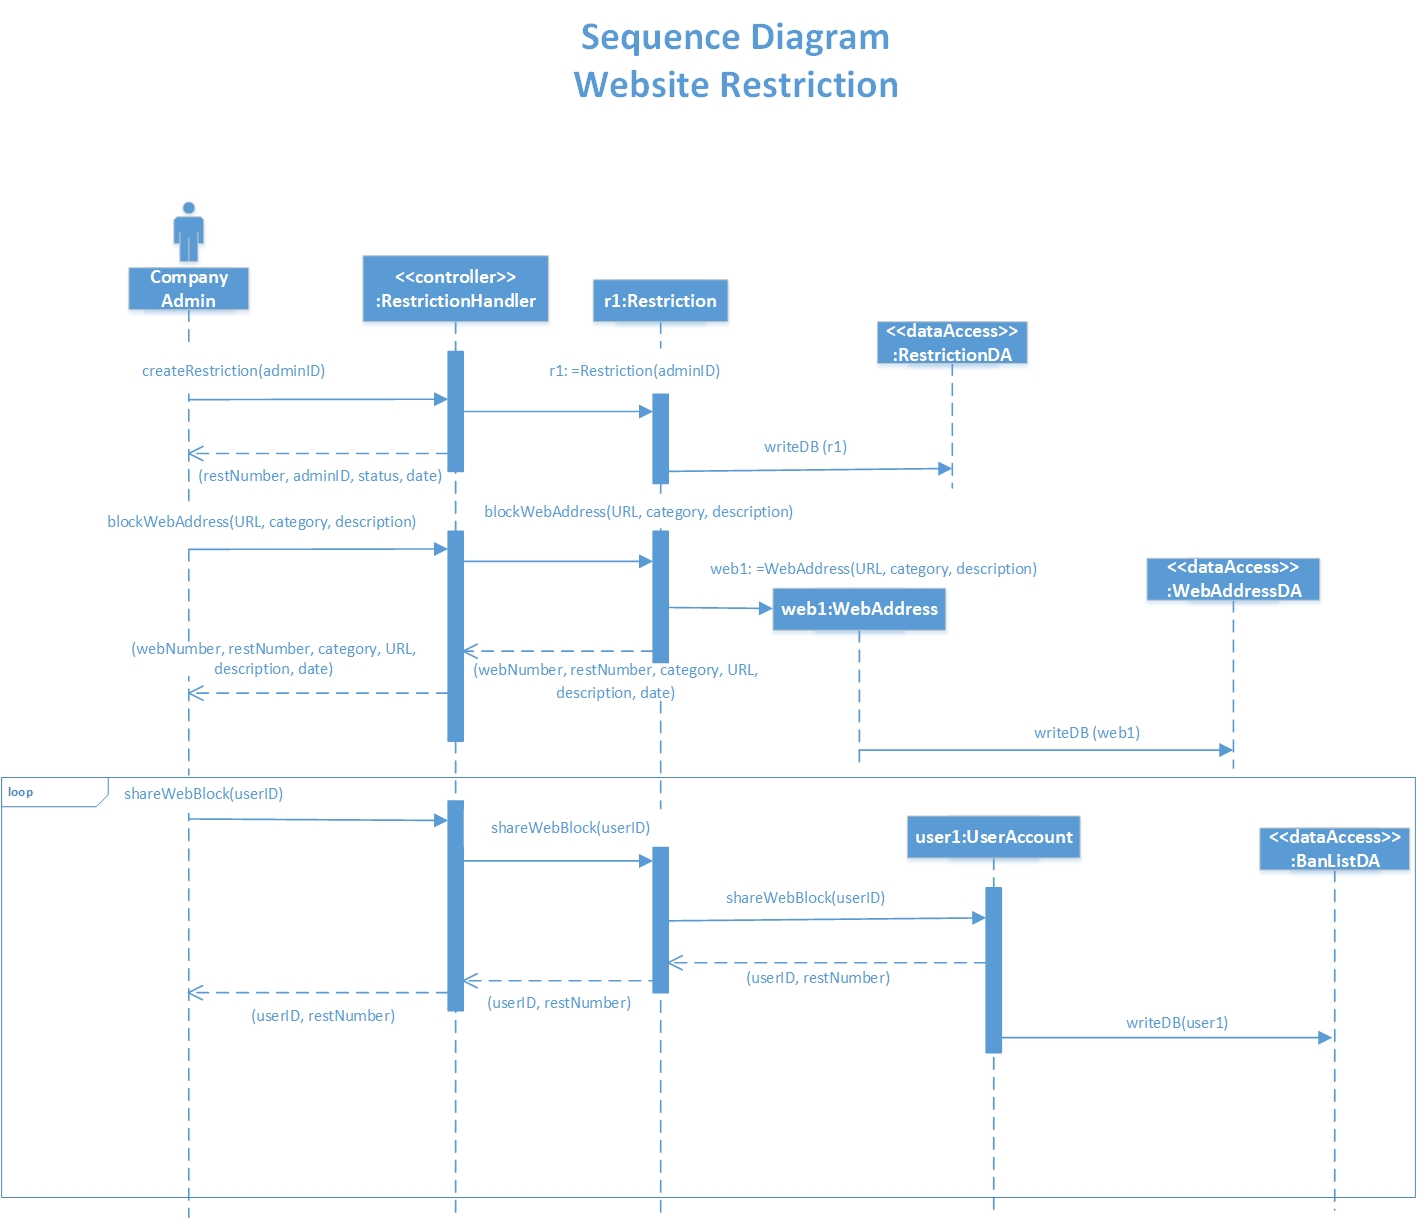 Sequence Diagram
Website Restriction
Company
Admin
<<controller>>
:RestrictionHandler
r1:Restriction
<<dataAccess>>
:RestrictionDA
createRestriction(adminID)
r1: =Restriction(adminID)
writeDB (r1)
(restNumber, adminID, status, date)
blockWebAddress(URL, category, description)
blockWebAddress(URL, category, description)
web1: =WebAddress(URL, category, description)
<<dataAccess>>
:WebAddressDA
web1:WebAddress
(webNumber, restNumber, category, URL,
description, date)
(webNumber, restNumber, category, URL,
description, date)
writeDB (web1)
loop
shareWebBlock(userID)
shareWebBlock(userID)
user1:UserAccount
<<dataAccess>>
:BanListDA
shareWebBlock(userID)
(userID, restNumber)
(userID, restNumber)
(userID, restNumber)
writeDB(user1)